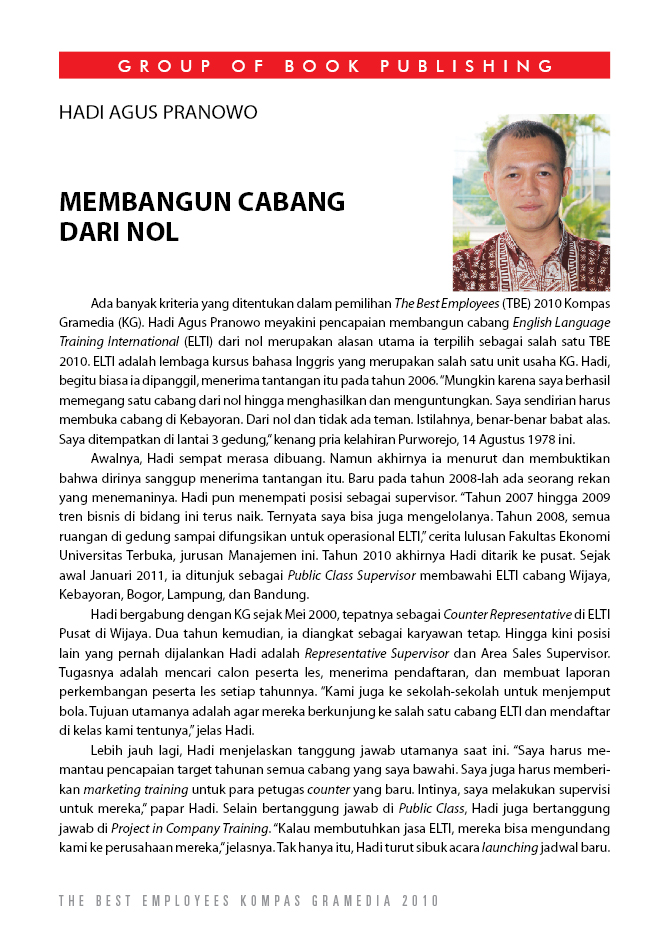 GROUP OF BOOK PUBLISHING
HADI AGUS PRANOWO
MEMBANGUN CABANG
DARI NOL
Ada banyak kriteria yang ditentukan dalam pemilihan The Best Employees (TBE) 2010 Kompas
Gramedia (KG). Hadi Agus Pranowo meyakini pencapaian membangun cabang English Language
Training International (ELTI) dari nol merupakan alasan utama ia terpilih sebagai salah satu TBE
2010. ELTI adalah lembaga kursus bahasa Inggris yang merupakan salah satu unit usaha KG. Hadi,
begitu biasa ia dipanggil, menerima tantangan itu pada tahun 2006. “Mungkin karena saya berhasil
memegang satu cabang dari nol hingga menghasilkan dan menguntungkan. Saya sendirian harus
membuka cabang di Kebayoran. Dari nol dan tidak ada teman. Istilahnya, benar-benar babat alas.
Saya ditempatkan di lantai 3 gedung,” kenang pria kelahiran Purworejo, 14 Agustus 1978 ini.
Awalnya, Hadi sempat merasa dibuang. Namun akhirnya ia menurut dan membuktikan
bahwa dirinya sanggup menerima tantangan itu. Baru pada tahun 2008-lah ada seorang rekan
yang menemaninya. Hadi pun menempati posisi sebagai supervisor. “Tahun 2007 hingga 2009
tren bisnis di bidang ini terus naik. Ternyata saya bisa juga mengelolanya. Tahun 2008, semua
ruangan di gedung sampai difungsikan untuk operasional ELTI,” cerita lulusan Fakultas Ekonomi
Universitas Terbuka, jurusan Manajemen ini. Tahun 2010 akhirnya Hadi ditarik ke pusat. Sejak
awal Januari 2011, ia ditunjuk sebagai Public Class Supervisor membawahi ELTI cabang Wijaya,
Kebayoran, Bogor, Lampung, dan Bandung.
Hadi bergabung dengan KG sejak Mei 2000, tepatnya sebagai Counter Representative di ELTI
Pusat di Wijaya. Dua tahun kemudian, ia diangkat sebagai karyawan tetap. Hingga kini posisi
lain yang pernah dijalankan Hadi adalah Representative Supervisor dan Area Sales Supervisor.
Tugasnya adalah mencari calon peserta les, menerima pendaftaran, dan membuat laporan
perkembangan peserta les setiap tahunnya. “Kami juga ke sekolah-sekolah untuk menjemput
bola. Tujuan utamanya adalah agar mereka berkunjung ke salah satu cabang ELTI dan mendaftar
di kelas kami tentunya,” jelas Hadi.
Lebih jauh lagi, Hadi menjelaskan tanggung jawab utamanya saat ini. “Saya harus me-
mantau pencapaian target tahunan semua cabang yang saya bawahi. Saya juga harus memberi-
kan marketing training untuk para petugas counter yang baru. Intinya, saya melakukan supervisi
untuk mereka,” papar Hadi. Selain bertanggung jawab di Public Class, Hadi juga bertanggung
jawab di Project in Company Training. “Kalau membutuhkan jasa ELTI, mereka bisa mengundang
kami ke perusahaan mereka,” jelasnya. Tak hanya itu, Hadi turut sibuk acara launching jadwal baru.
THE BEST EMPLOYEES KOMPAS GRAMEDIA 2010